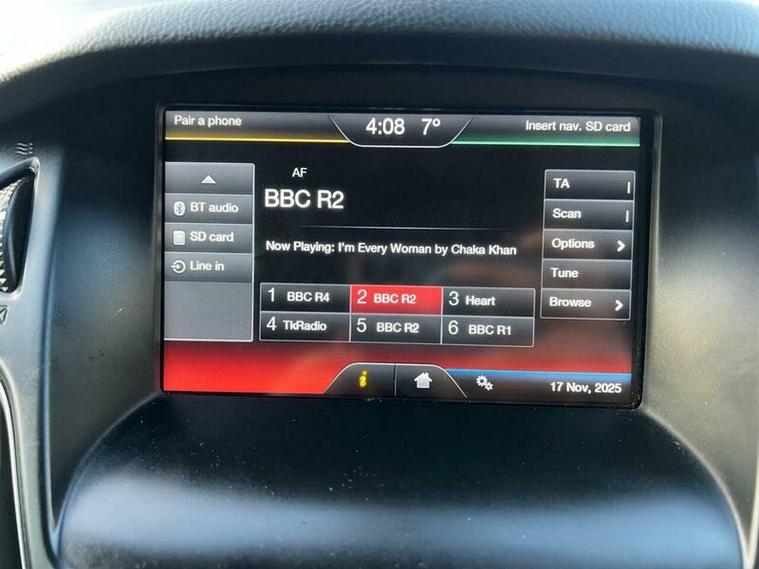 Pair a phone
4:08 7°
Insert nav. SD card
BT audio
SD card
Line in
AF
BBC R2
Now Playing: I'm Every Woman by Chaka Khan
1 BBC R4
2 BBC R2
3 Heart
4 TkRadio
5 BBC R2
6 BBC R1
TA
Scan
Options
Tune
Browse
i
17 Nov, 2025